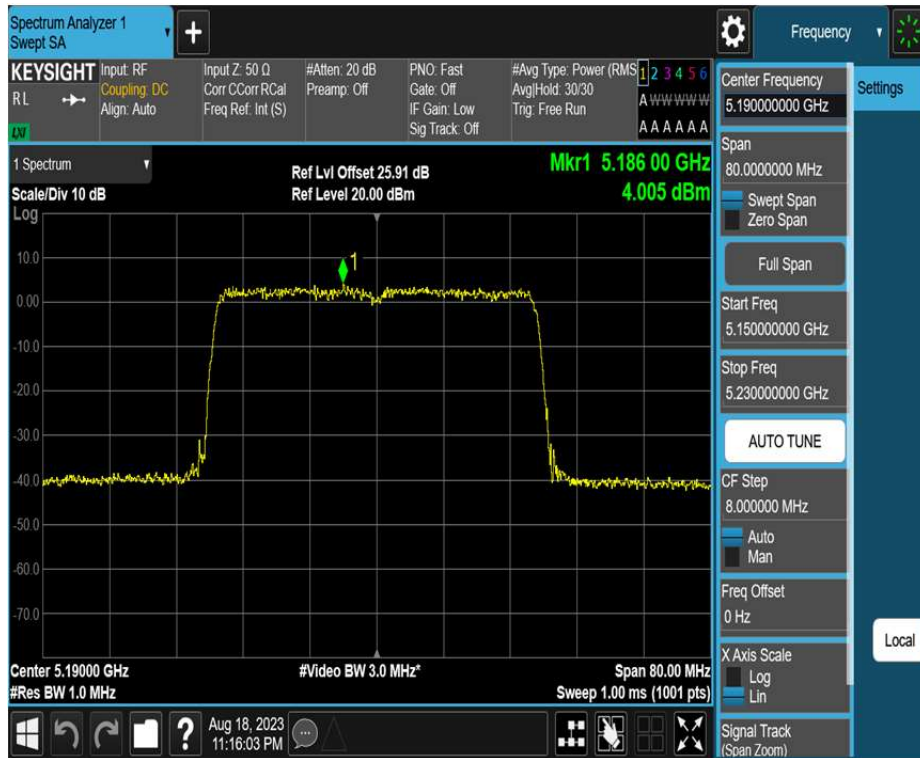 Spectrum Analyzer 1
Swept SA
+
Frequency
KEYSIGHT
RL
LXI
Input: RF
Coupling: DC
Align: Auto
Input Z: 50 Ω
Corr CCorr RCal
Freq Ref: Int (S)
#Atten: 20 dB
Preamp: Off
PNO: Fast
Gate: Off
IF Gain: Low
Sig Track: Off
#Avg Type: Power (RMS
Avg|Hold: 30/30
Trig: Free Run
1 2 3 4 5 6
A W W W W W
A A A A A A
Center Frequency
5.190000000 GHz
Settings
1 Spectrum
Scale/Div 10 dB
Log
Ref Lvl Offset 25.91 dB
Ref Level 20.00 dBm
Mkr1 5.186 00 GHz
4.005 dBm
Span
80.0000000 MHz
Swept Span
Zero Span
Full Span
Start Freq
5.150000000 GHz
Stop Freq
5.230000000 GHz
AUTO TUNE
CF Step
8.000000 MHz
Auto
Man
Freq Offset
0 Hz
X Axis Scale
Log
Lin
Local
Signal Track
(Span Zoom)
10.0
0.00
-10.0
-20.0
-30.0
-40.0
-50.0
-60.0
-70.0
1
Center 5.19000 GHz
#Res BW 1.0 MHz
#Video BW 3.0 MHz*
Span 80.00 MHz
Sweep 1.00 ms (1001 pts)
?
Aug 18, 2023
11:16:03 PM